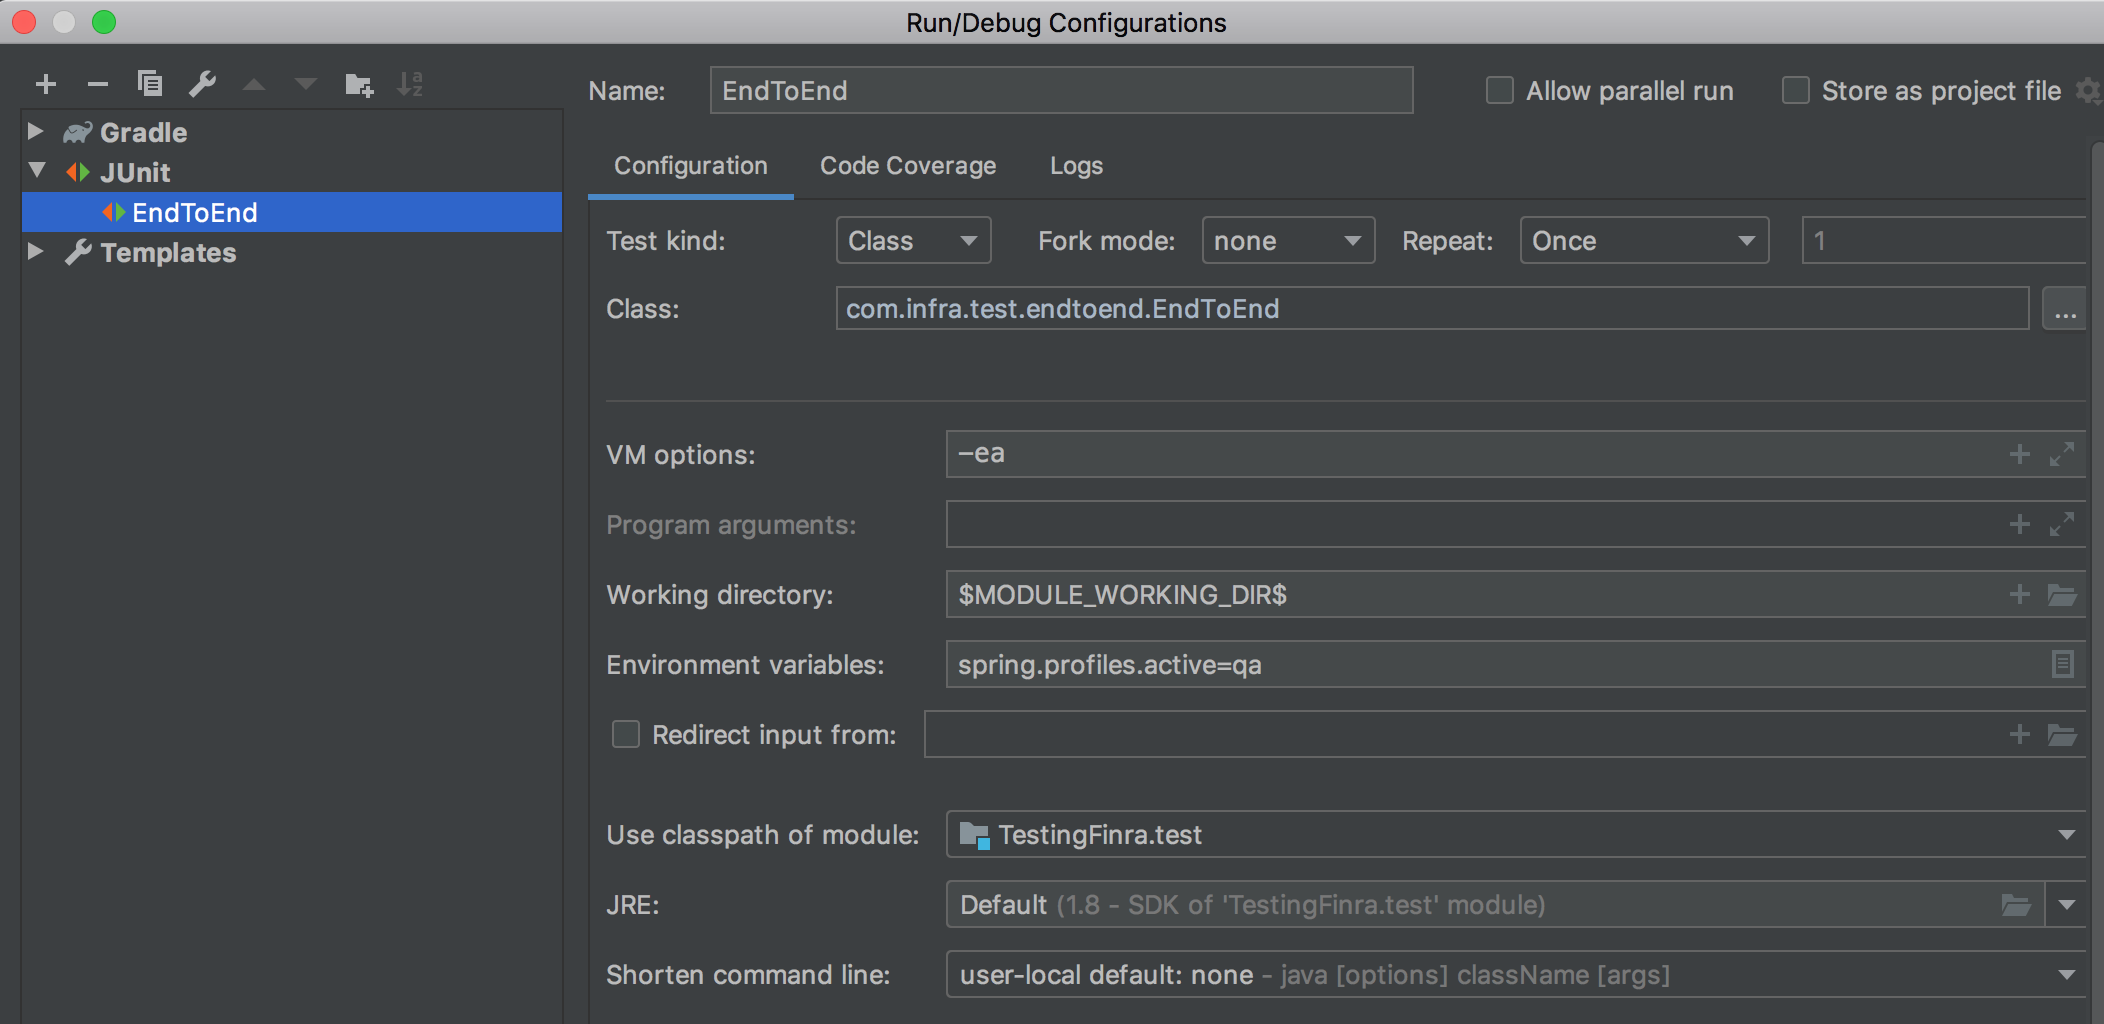 Run/Debug Configurations
Name: EndToEnd Allow parallel run Store as project file
Gradle
JUnit
EndToEnd
Templates
Configuration Code Coverage Logs
Test kind: Class Fork mode: none Repeat: Once 1
Class: com.infra.test.endtoend.EndToEnd ...
VM options: -ea
Program arguments:
Working directory: $MODULE_WORKING_DIR$
Environment variables: spring.profiles.active=qa
Redirect input from:
Use classpath of module: TestingFinra.test
JRE: Default (1.8 - SDK of 'TestingFinra.test' module)
Shorten command line: user-local default: none - java [options] className [args]